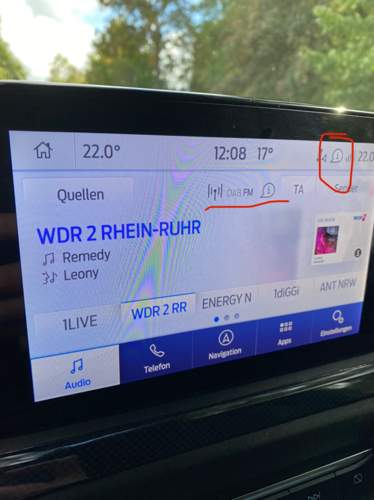 22.0° 12:08 17° 22.0
Quellen DAB FM TA
WDR 2 RHEIN-RUHR
Remedy
Leony
1LIVE WDR 2 RR ENERGY N 1diGGi ANT NRW
Audio Telefon Navigation Apps Einstellungen